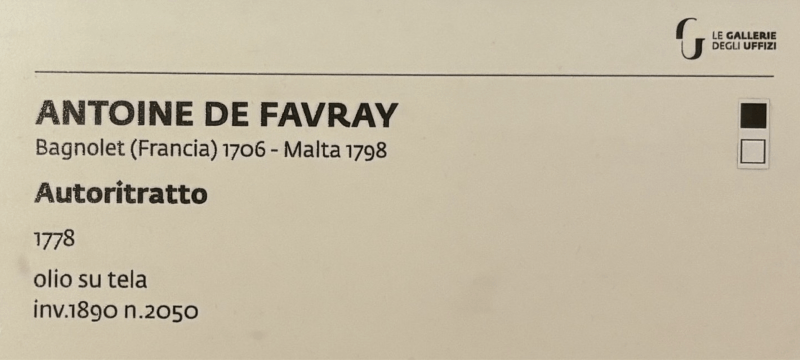 LE GALLERIE
DEGLI UFFIZI
ANTOINE DE FAVRAY
Bagnolet (Francia) 1706 - Malta 1798
Autoritratto
1778
olio su tela
inv.1890 n.2050